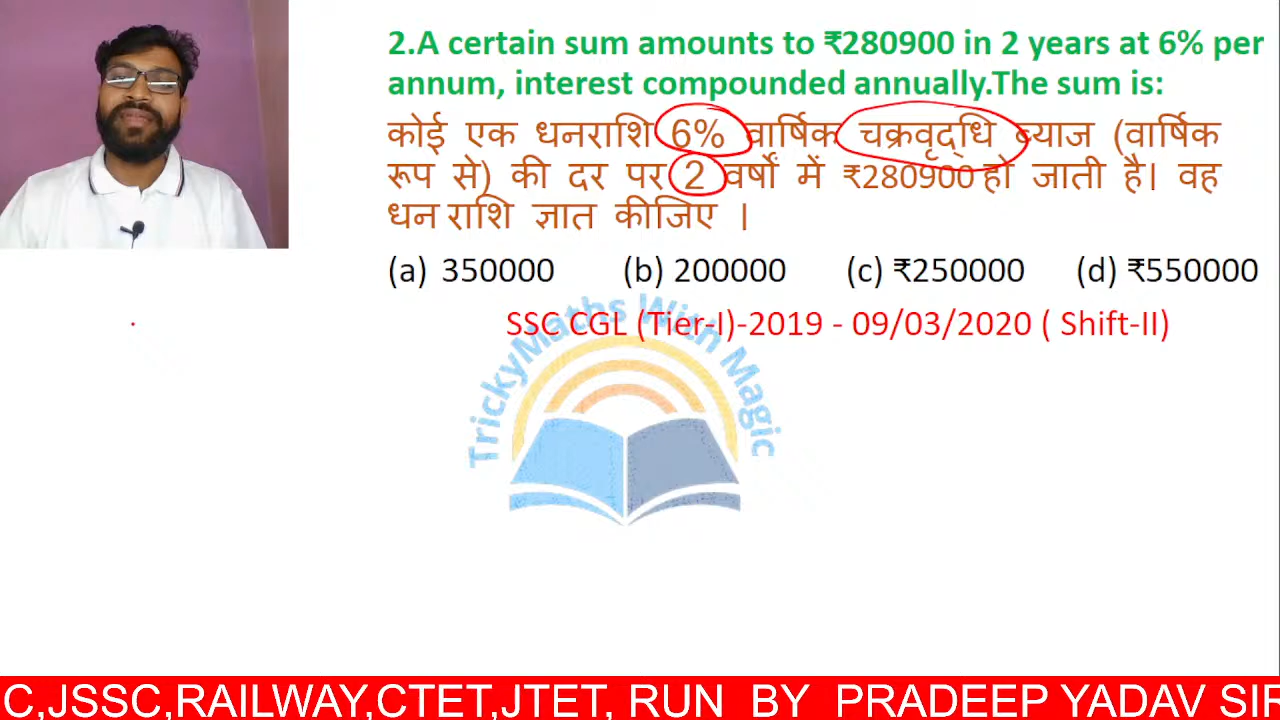 2.A certain sum amounts to ₹280900 in 2 years at 6% per
annum, interest compounded annually.The sum is:
कोई एक धनराशि 6% वार्षिक चक्रवृद्धि ब्याज (वार्षिक
रूप से) की दर पर 2 वर्षों में ₹280900 हो जाती है। वह
धन राशि ज्ञात कीजिए ।
(a) 350000 (b) 200000 (c) ₹250000 (d) ₹550000
SSC CGL (Tier-I)-2019 - 09/03/2020 ( Shift-II)
TrickyMaths With Magic
C,JSSC,RAILWAY,CTET,JTET, RUN BY PRADEEP YADAV SIR